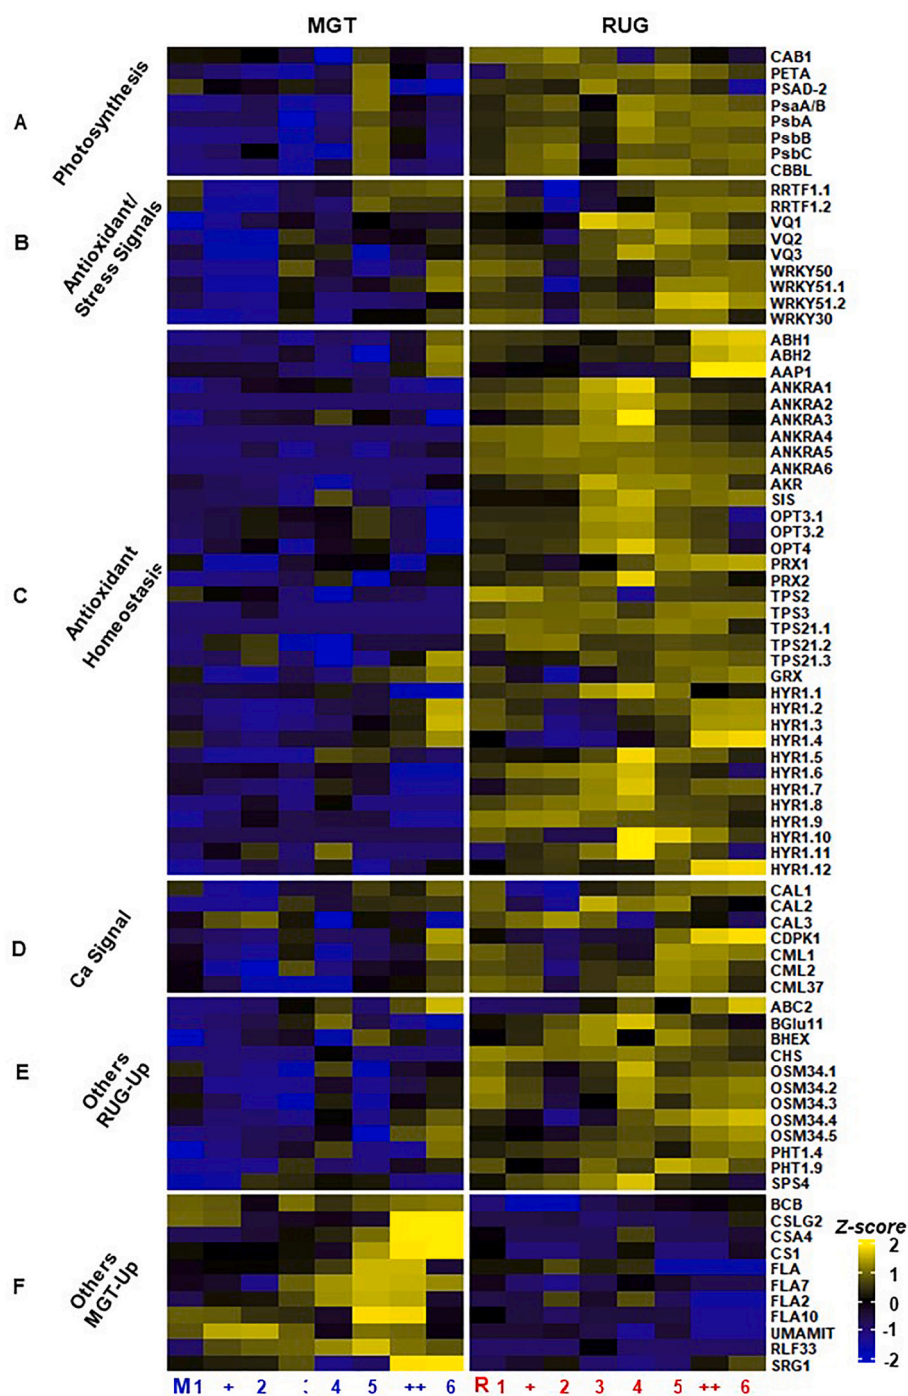 MGT RUG
A
Photosynthesis
CAB1
PETA
PSAD-2
PsaA/B
PsbA
PsbB
PsbC
CBBL
B
Antioxidant/
Stress Signals
RRTF1.1
RRTF1.2
VQ1
VQ2
VQ3
WRKY50
WRKY51.1
WRKY51.2
WRKY30
C
Antioxidant
Homeostasis
ABH1
ABH2
AAP1
ANKRA1
ANKRA2
ANKRA3
ANKRA4
ANKRA5
ANKRA6
AKR
SIS
OPT3.1
OPT3.2
OPT4
PRX1
PRX2
TPS2
TPS3
TPS21.1
TPS21.2
TPS21.3
GRX
HYR1.1
HYR1.2
HYR1.3
HYR1.4
HYR1.5
HYR1.6
HYR1.7
HYR1.8
HYR1.9
HYR1.10
HYR1.11
HYR1.12
D
Ca Signal
CAL1
CAL2
CAL3
CDPK1
CML1
CML2
CML37
E
Others
RUG-Up
ABC2
BGlu11
BHEX
CHS
OSM34.1
OSM34.2
OSM34.3
OSM34.4
OSM34.5
PHT1.4
PHT1.9
SPS4
F
Others
MGT-Up
BCB
CSLG2
CSA4
CS1
FLA
FLA7
FLA2
FLA10
UMAMIT
RLF33
SRG1
Z-score
2
1
0
-1
-2
M 1 + 2 4 5 ++ 6 R 1 + 2 3 4 5 ++ 6